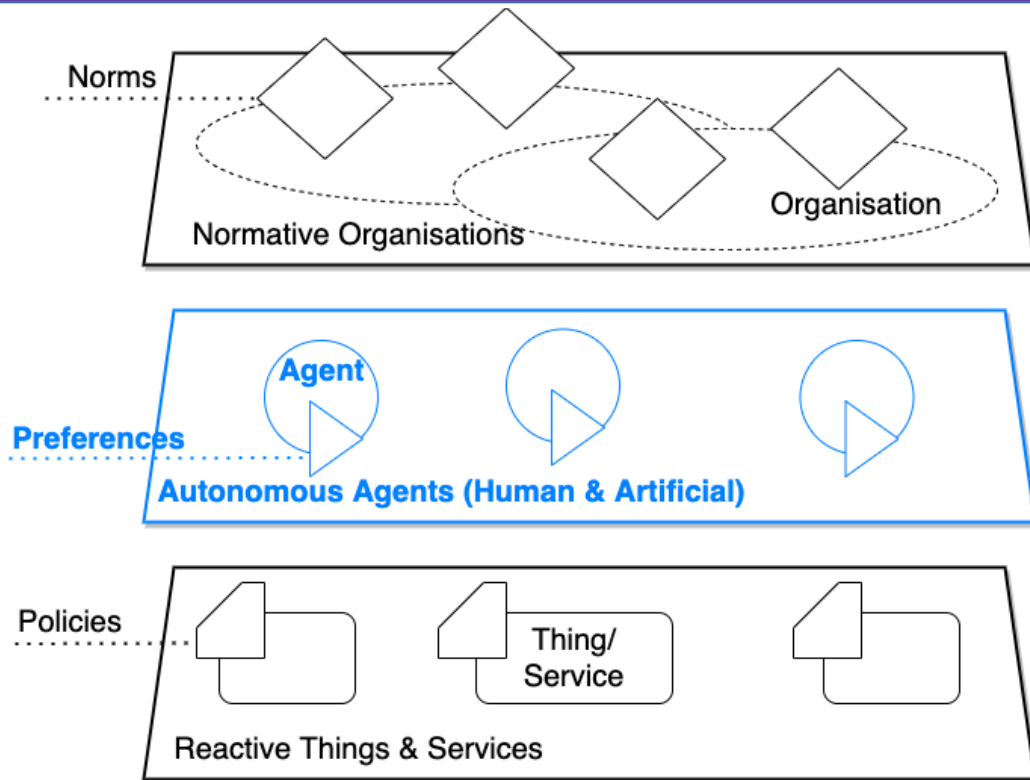 Norms
Organisation
Normative Organisations
Agent
Preferences
Autonomous Agents (Human & Artificial)
Policies
Thing/
Service
Reactive Things & Services